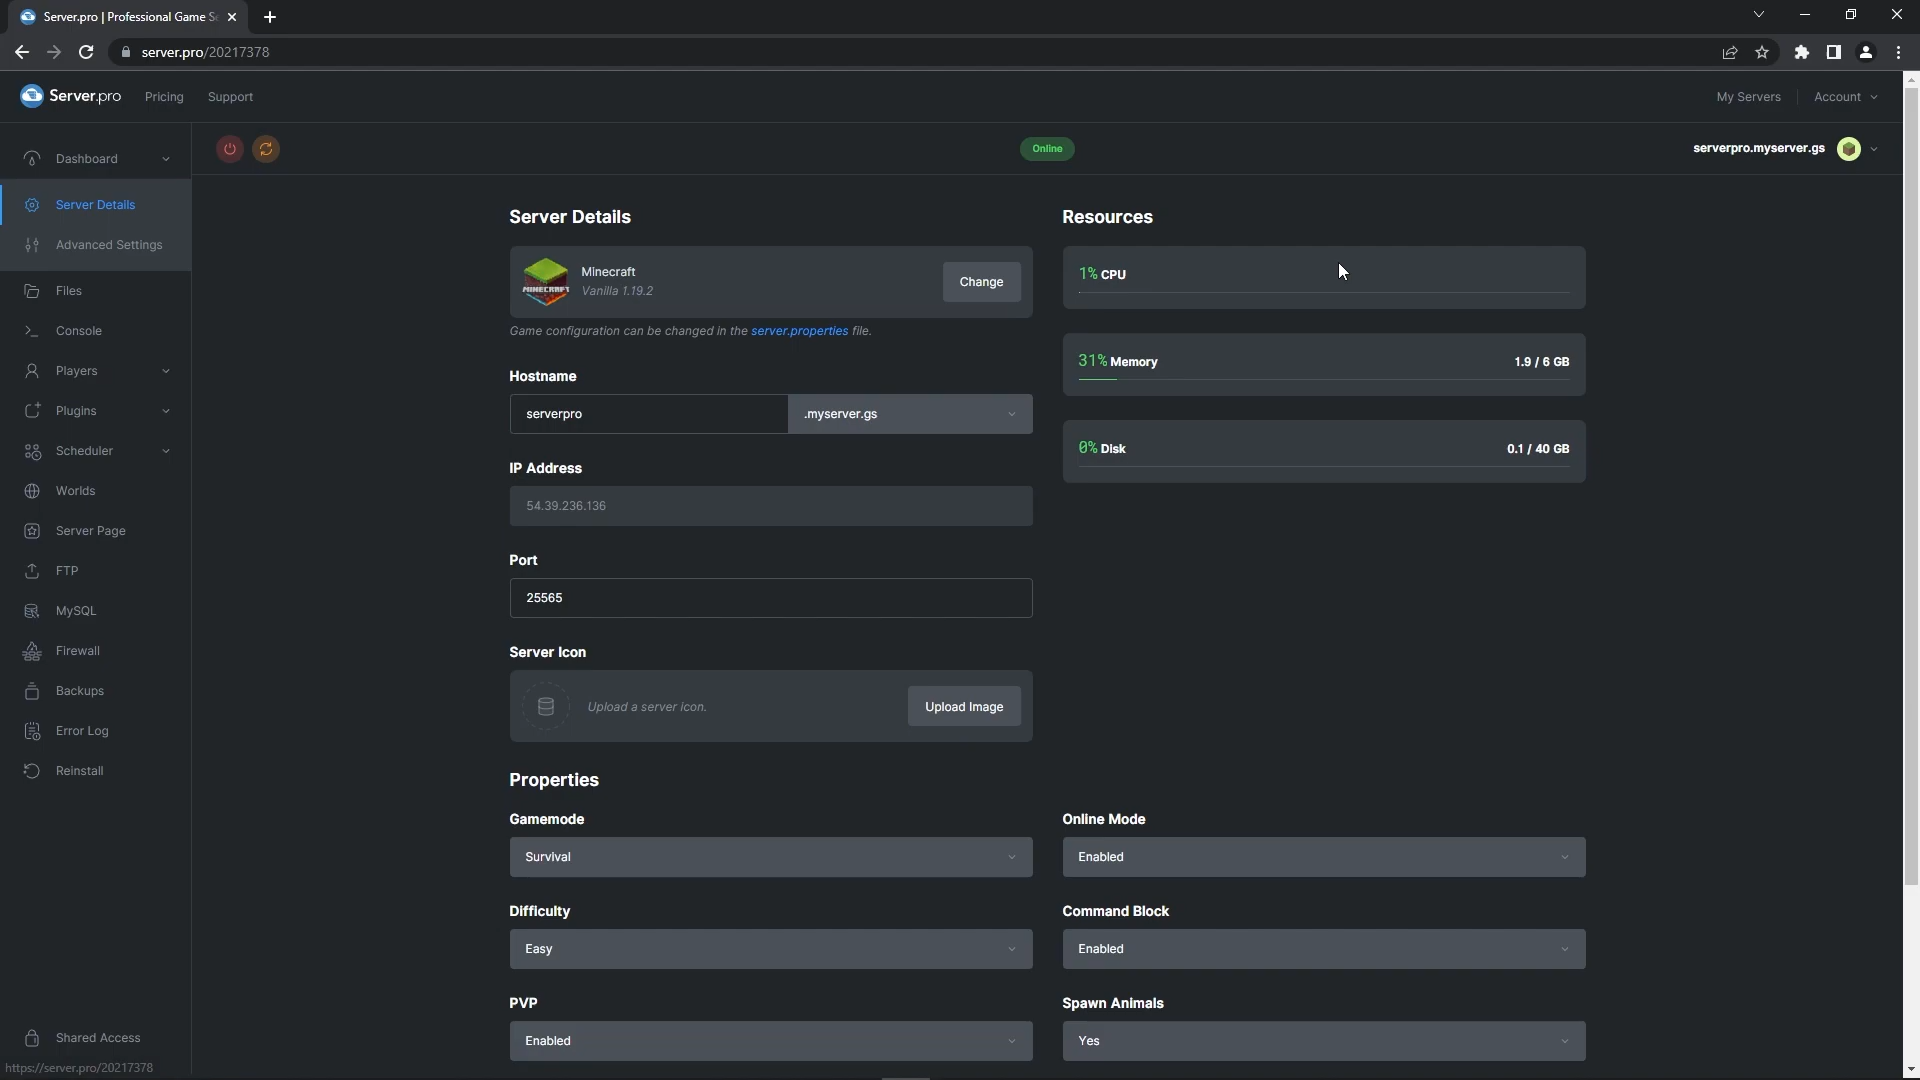 Server.pro | Professional Game S
server.pro/20217378
Server.pro
Pricing
Support
My Servers
Account
Dashboard
Online
serverpro.myserver.gs
Server Details
Advanced Settings
Files
Console
Players
Plugins
Scheduler
Worlds
Server Page
FTP
MySQL
Firewall
Backups
Error Log
Reinstall
Shared Access
https://server.pro/20217378
Server Details
MINECRAFT
Minecraft
Vanilla 1.19.2
Change
Game configuration can be changed in the server.properties file.
Hostname
serverpro
.myserver.gs
IP Address
54.39.236.136
Port
25565
Server Icon
Upload a server icon.
Upload Image
Resources
1% CPU
31% Memory
1.9 / 6 GB
0% Disk
0.1 / 40 GB
Properties
Gamemode
Survival
Online Mode
Enabled
Difficulty
Easy
Command Block
Enabled
PVP
Enabled
Spawn Animals
Yes